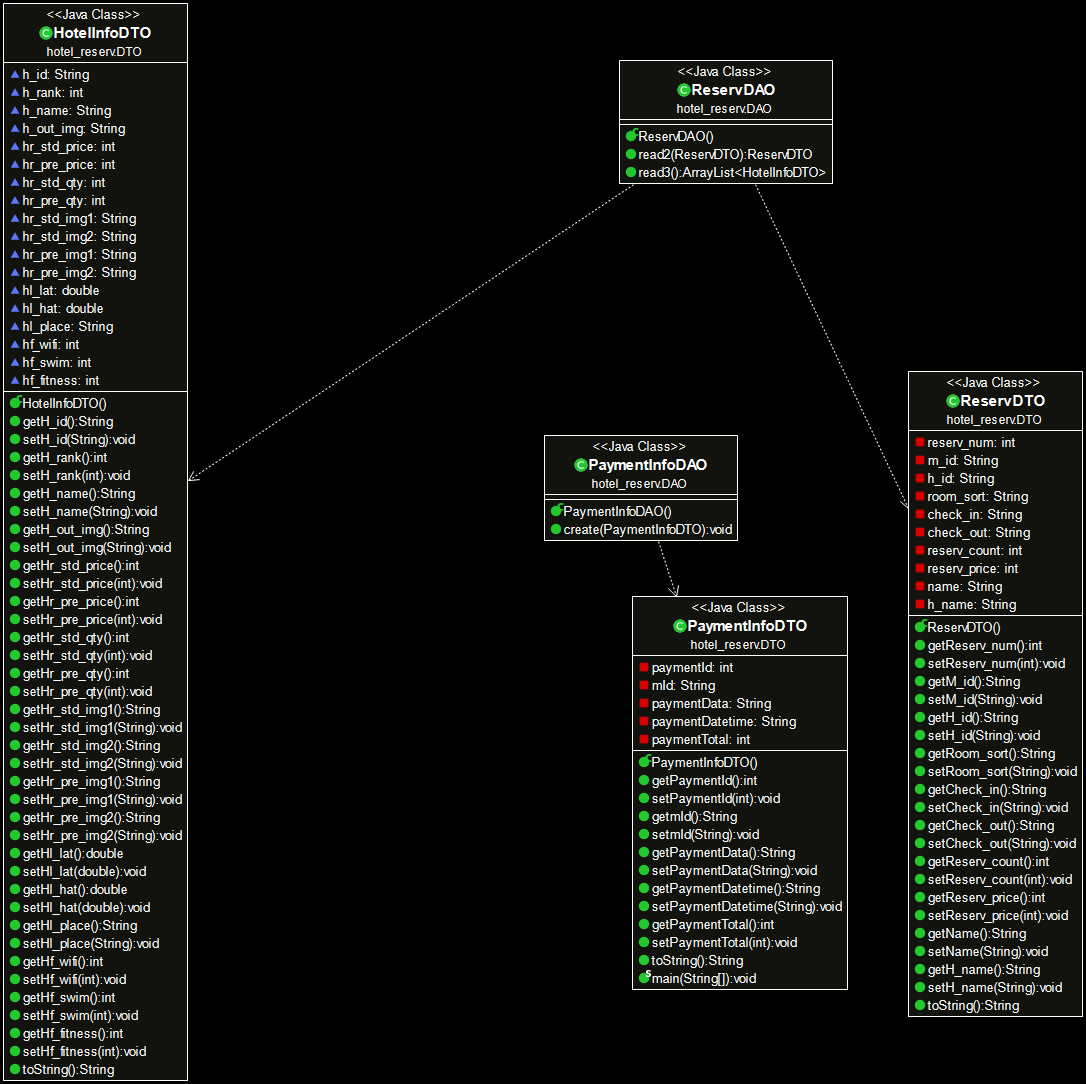 <<Java Class>>
HotelInfoDTO
hotel_reserv.DTO
h_id: String
h_rank: int
h_name: String
h_out_img: String
hr_std_price: int
hr_pre_price: int
hr_std_qty: int
hr_pre_qty: int
hr_std_img1: String
hr_std_img2: String
hr_pre_img1: String
hr_pre_img2: String
hl_lat: double
hl_hat: double
hl_place: String
hf_wifi: int
hf_swim: int
hf_fitness: int
HotelInfoDTO()
getH_id():String
setH_id(String):void
getH_rank():int
setH_rank(int):void
getH_name():String
setH_name(String):void
getH_out_img():String
setH_out_img(String):void
getHr_std_price():int
setHr_std_price(int):void
getHr_pre_price():int
setHr_pre_price(int):void
getHr_std_qty():int
setHr_std_qty(int):void
getHr_pre_qty():int
setHr_pre_qty(int):void
getHr_std_img1():String
setHr_std_img1(String):void
getHr_std_img2():String
setHr_std_img2(String):void
getHr_pre_img1():String
setHr_pre_img1(String):void
getHr_pre_img2():String
setHr_pre_img2(String):void
getHl_lat():double
setHl_lat(double):void
getHl_hat():double
setHl_hat(double):void
getHl_place():String
setHl_place(String):void
getHf_wifi():int
setHf_wifi(int):void
getHf_swim():int
setHf_swim(int):void
getHf_fitness():int
setHf_fitness(int):void
toString():String
<<Java Class>>
ReservDAO
hotel_reserv.DAO
ReservDAO()
read2(ReservDTO):ReservDTO
read3():ArrayList<HotelInfoDTO>
<<Java Class>>
PaymentInfoDAO
hotel_reserv.DAO
PaymentInfoDAO()
create(PaymentInfoDTO):void
<<Java Class>>
PaymentInfoDTO
hotel_reserv.DTO
paymentId: int
mId: String
paymentData: String
paymentDatetime: String
paymentTotal: int
PaymentInfoDTO()
getPaymentId():int
setPaymentId(int):void
getmId():String
setmId(String):void
getPaymentData():String
setPaymentData(String):void
getPaymentDatetime():String
setPaymentDatetime(String):void
getPaymentTotal():int
setPaymentTotal(int):void
toString():String
main(String[]):void
<<Java Class>>
ReservDTO
hotel_reserv.DTO
reserv_num: int
m_id: String
h_id: String
room_sort: String
check_in: String
check_out: String
reserv_count: int
reserv_price: int
name: String
h_name: String
ReservDTO()
getReserv_num():int
setReserv_num(int):void
getM_id():String
setM_id(String):void
getH_id():String
setH_id(String):void
getRoom_sort():String
setRoom_sort(String):void
getCheck_in():String
setCheck_in(String):void
getCheck_out():String
setCheck_out(String):void
getReserv_count():int
setReserv_count(int):void
getReserv_price():int
setReserv_price(int):void
getName():String
setName(String):void
getH_name():String
setH_name(String):void
toString():String